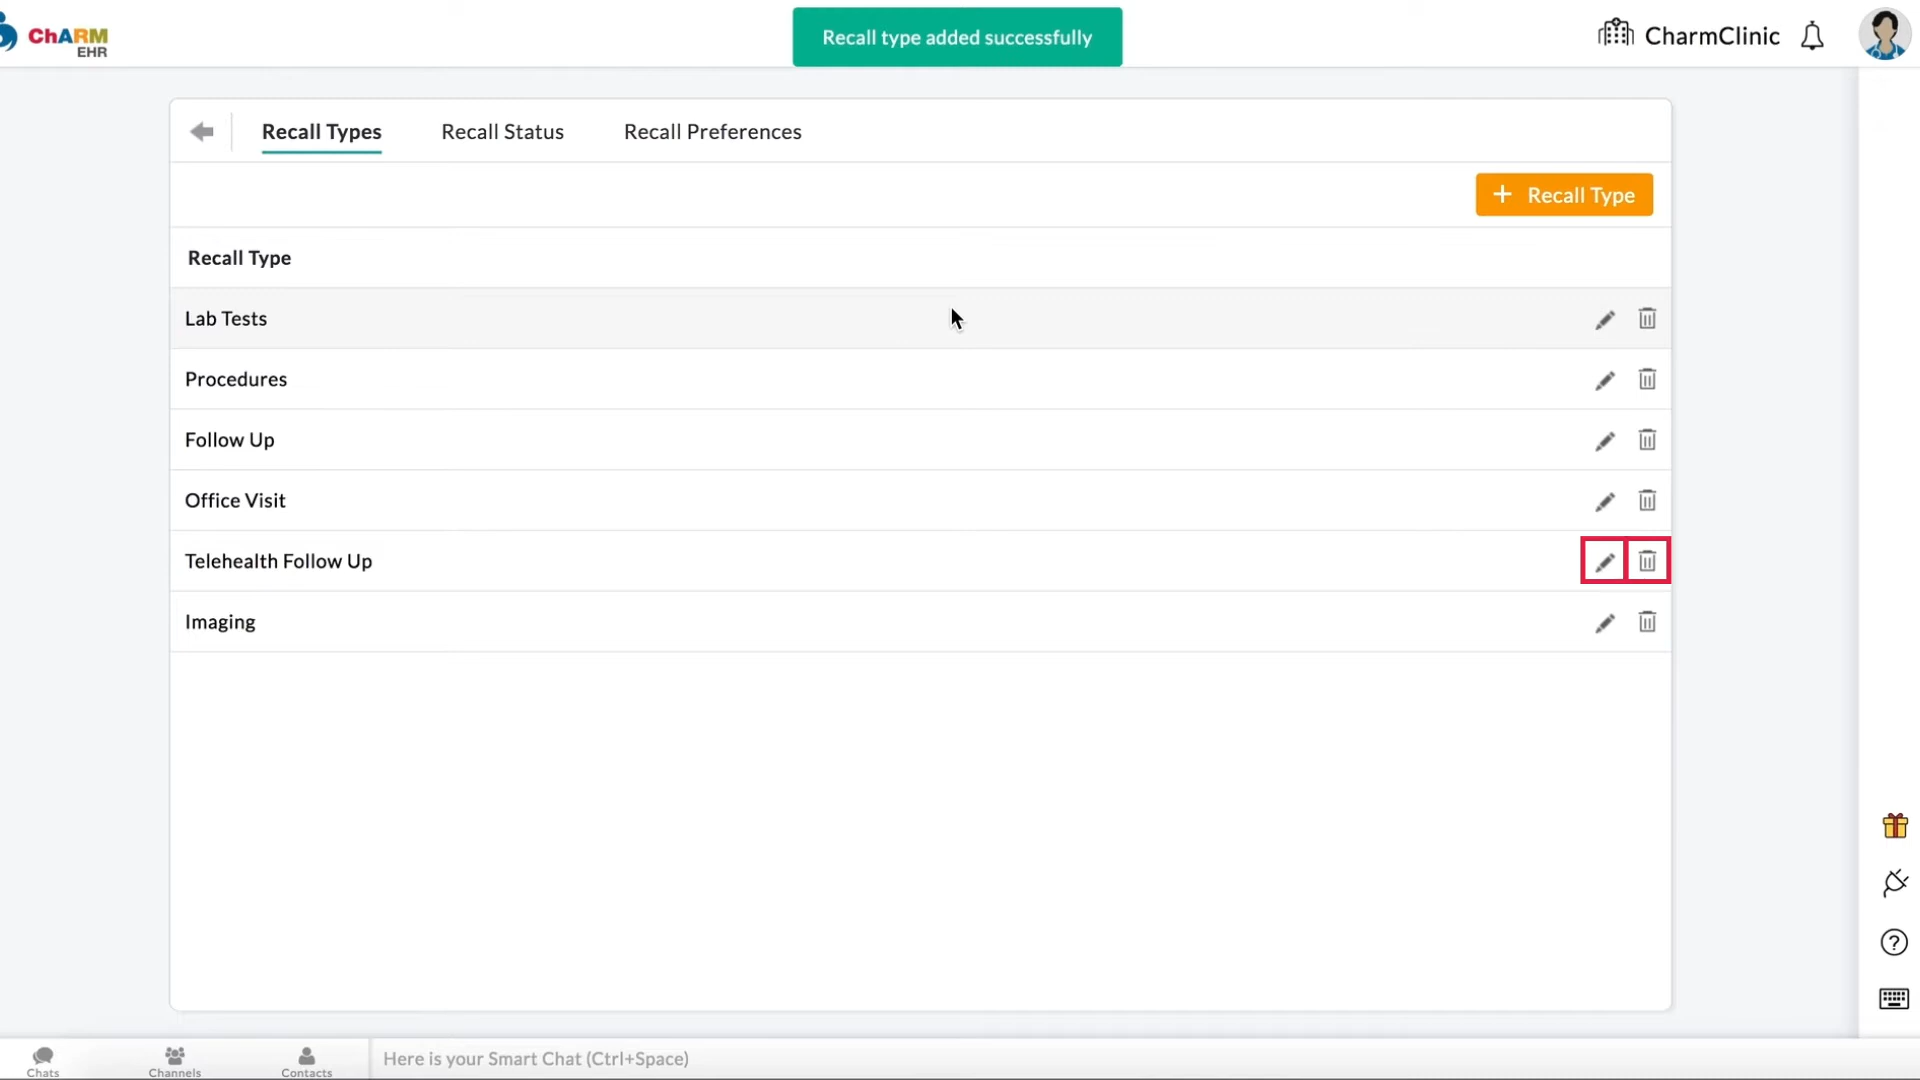 ChARM
EHR
Recall type added successfully
CharmClinic
Recall Types
Recall Status
Recall Preferences
+ Recall Type
Recall Type
Lab Tests
Procedures
Follow Up
Office Visit
Telehealth Follow Up
Imaging
?
Chats
Channels
Contacts
Here is your Smart Chat (Ctrl+Space)